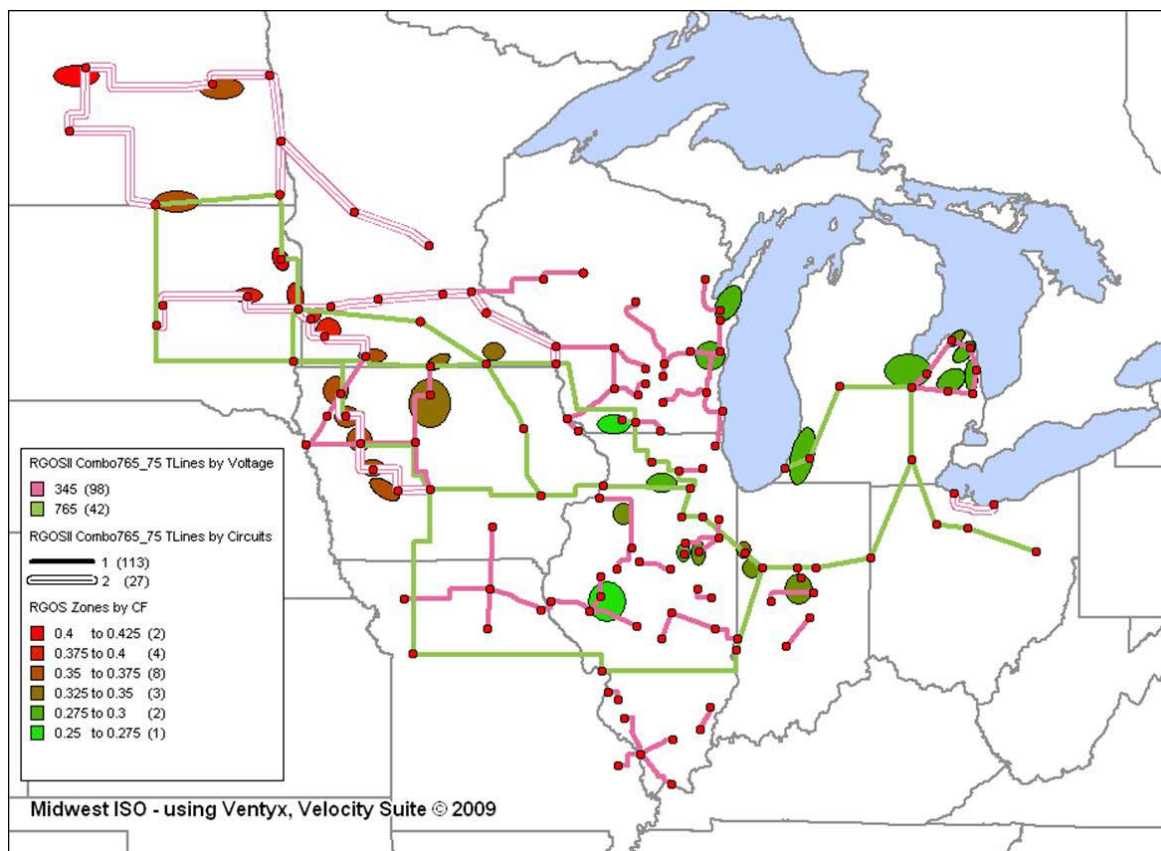 RGOSII Combo765_75 TLines by Voltage
345 (98)
765 (42)
RGOSII Combo765_75 TLines by Circuits
1 (113)
2 (27)
RGOS Zones by CF
0.4 to 0.425 (2)
0.375 to 0.4 (4)
0.35 to 0.375 (8)
0.325 to 0.35 (3)
0.275 to 0.3 (2)
0.25 to 0.275 (1)
Midwest ISO - using Ventyx, Velocity Suite © 2009